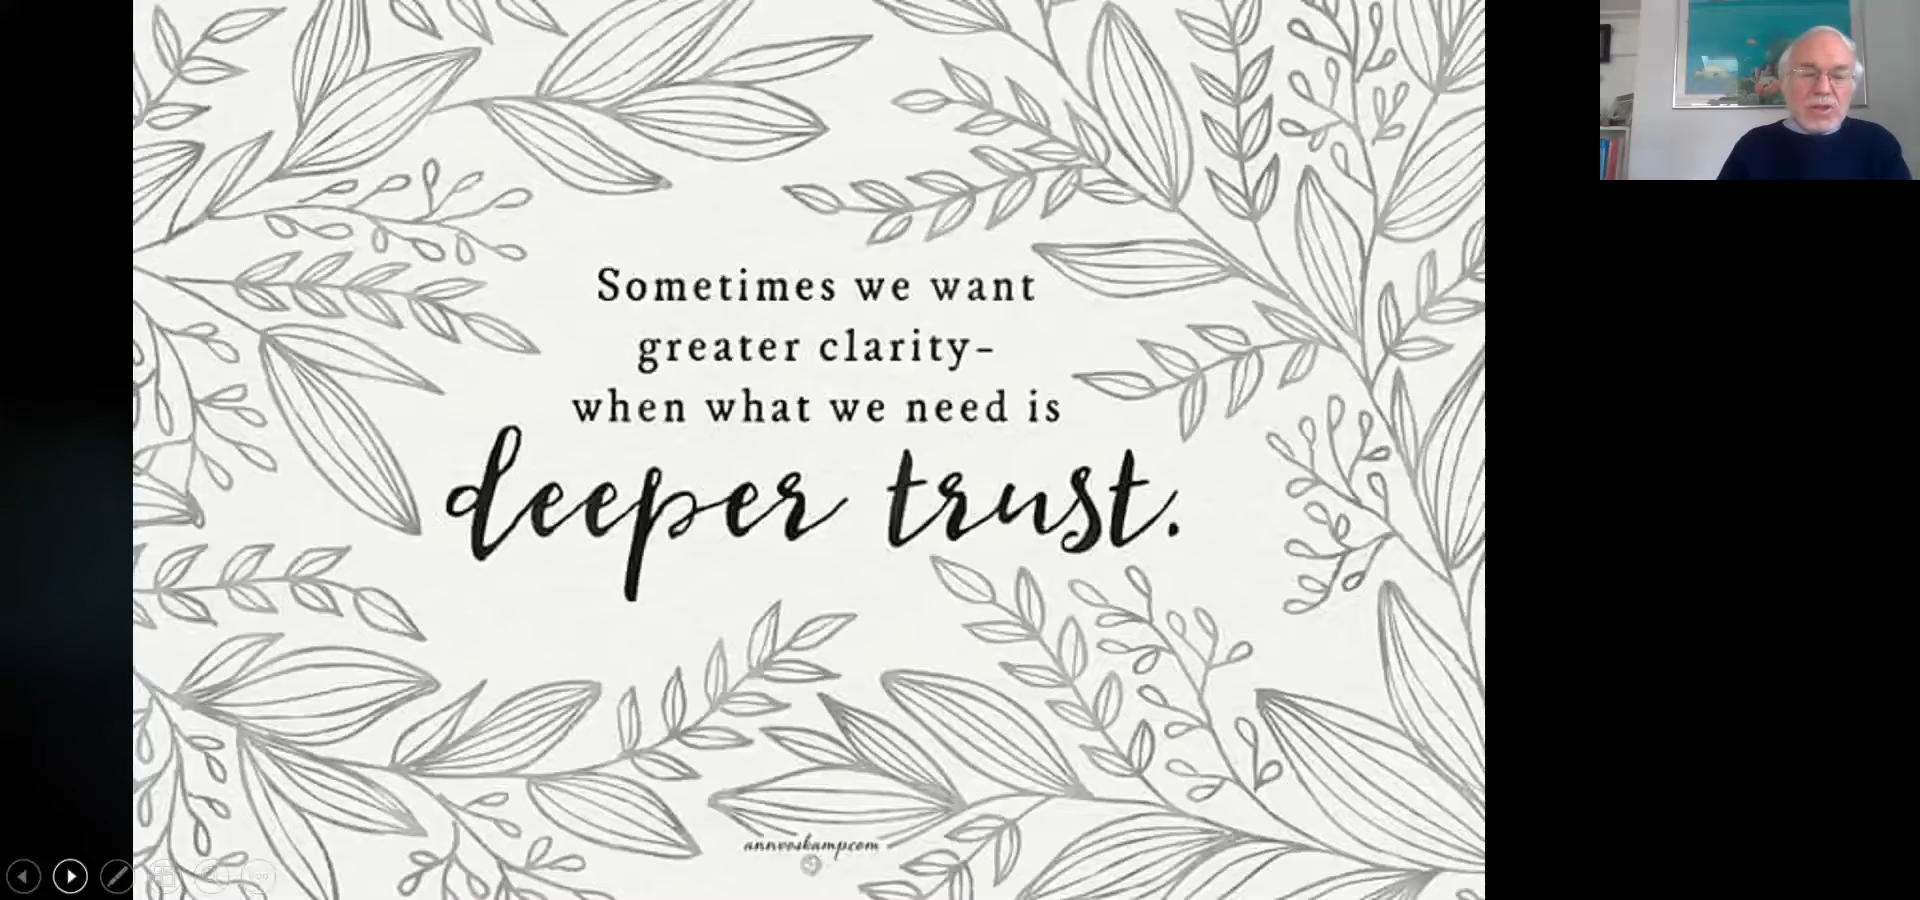 Sometimes we want
greater clarity-
when what we need is
deeper trust.
annvoskamp.com